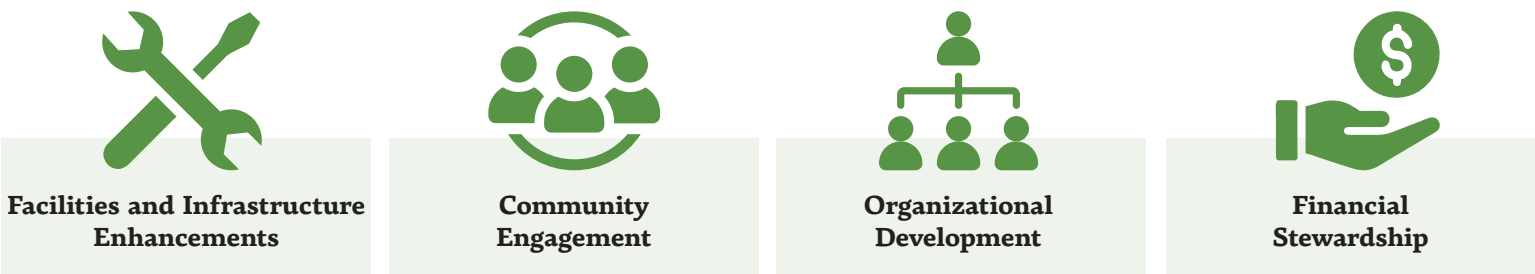 $
Facilities and Infrastructure
Enhancements
Community
Engagement
Organizational
Development
Financial
Stewardship